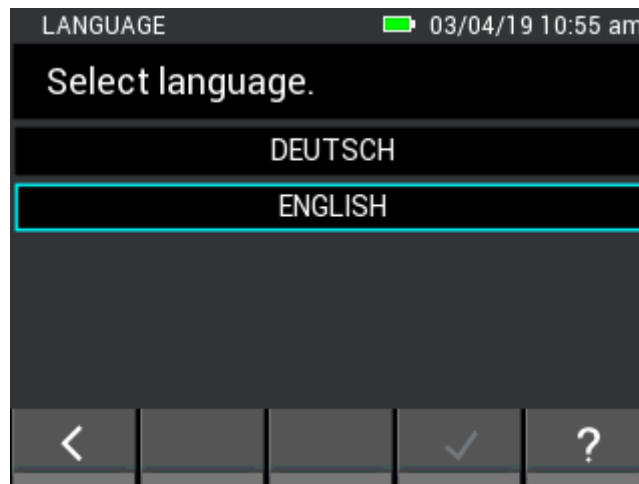 LANGUAGE 03/04/19 10:55 am
Select language.
DEUTSCH
ENGLISH
?